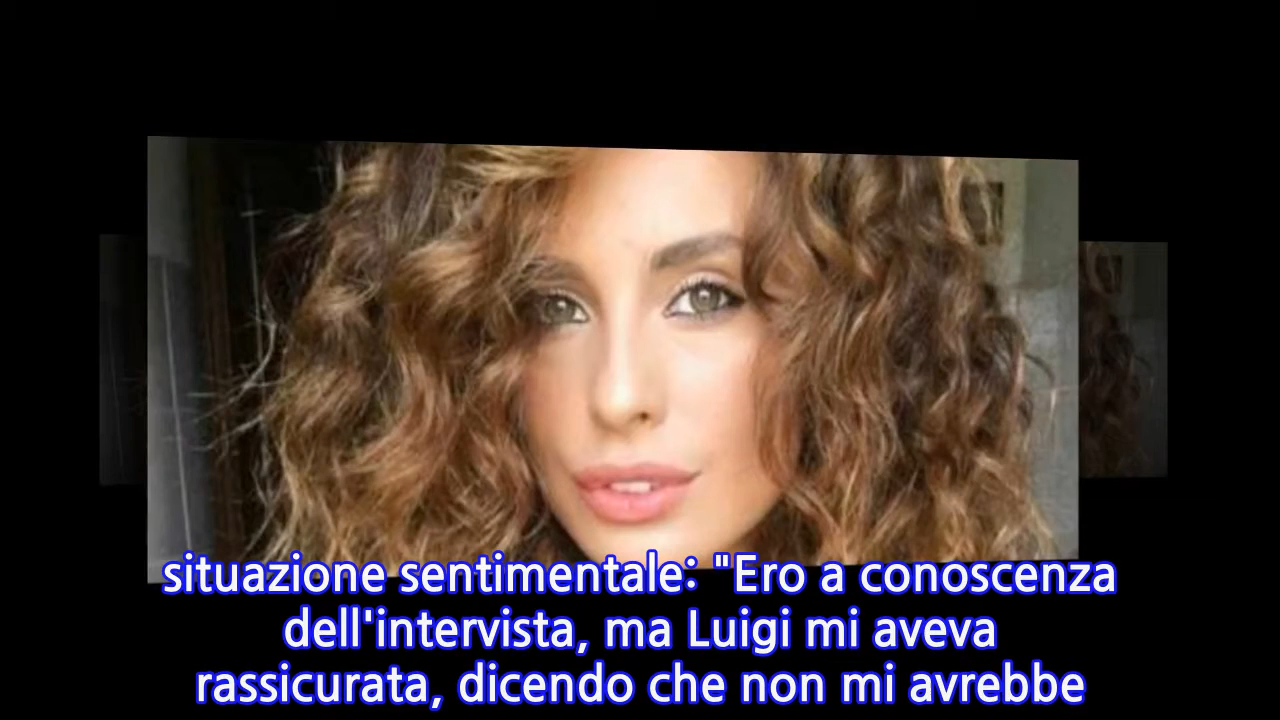 situazione sentimentale: "Ero a conoscenza
dell'intervista, ma Luigi mi aveva
rassicurata, dicendo che non mi avrebbe